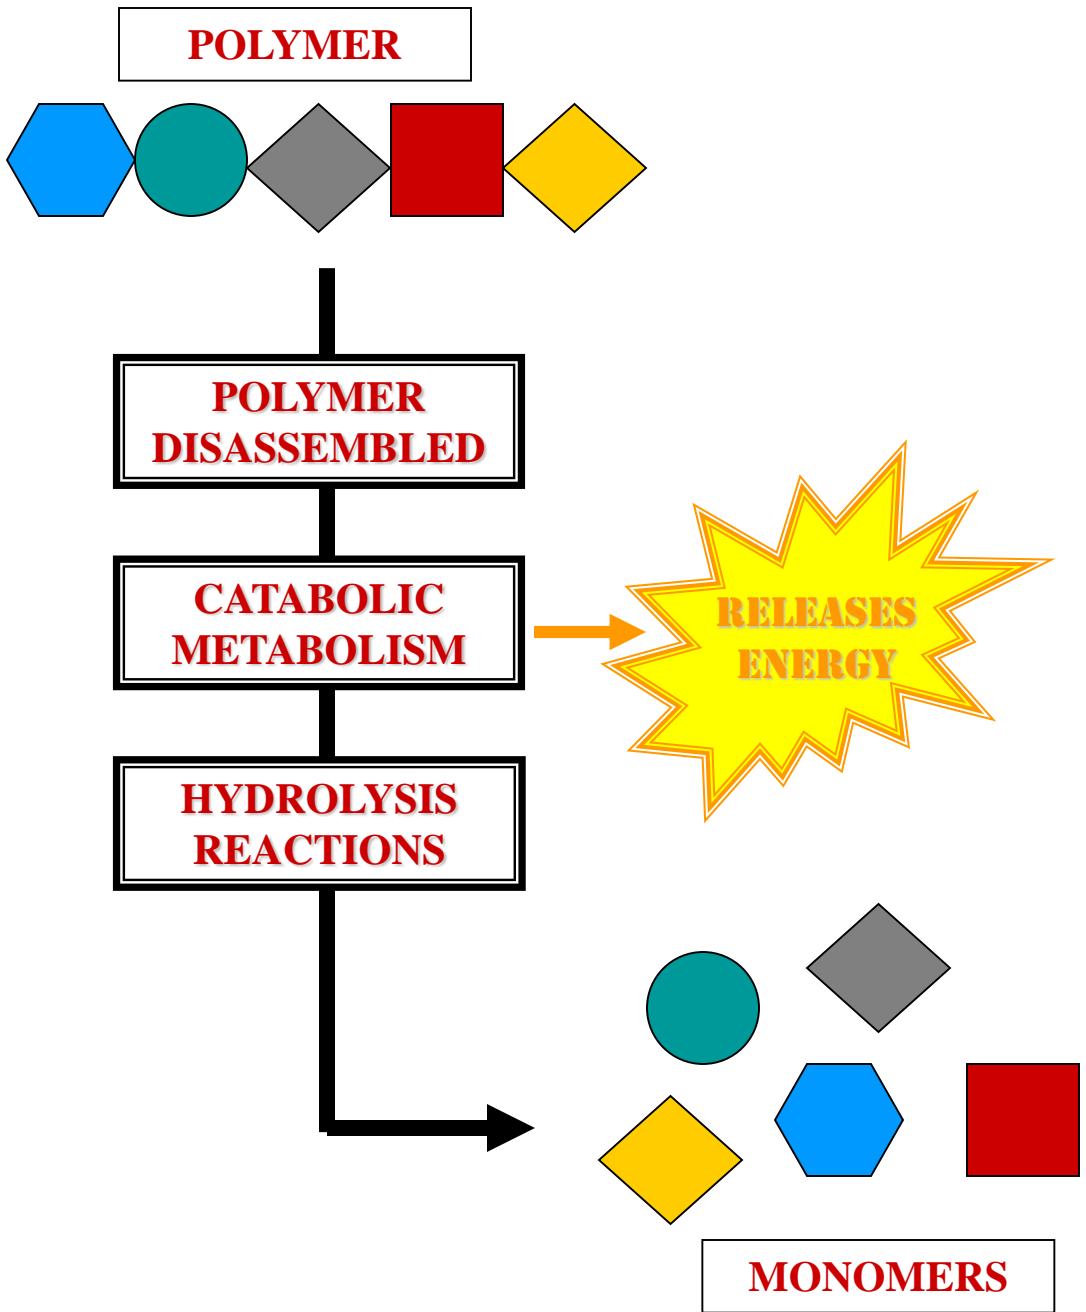 POLYMER
POLYMER
DISASSEMBLED
CATABOLIC
METABOLISM
RELEASES
ENERGY
HYDROLYSIS
REACTIONS
MONOMERS